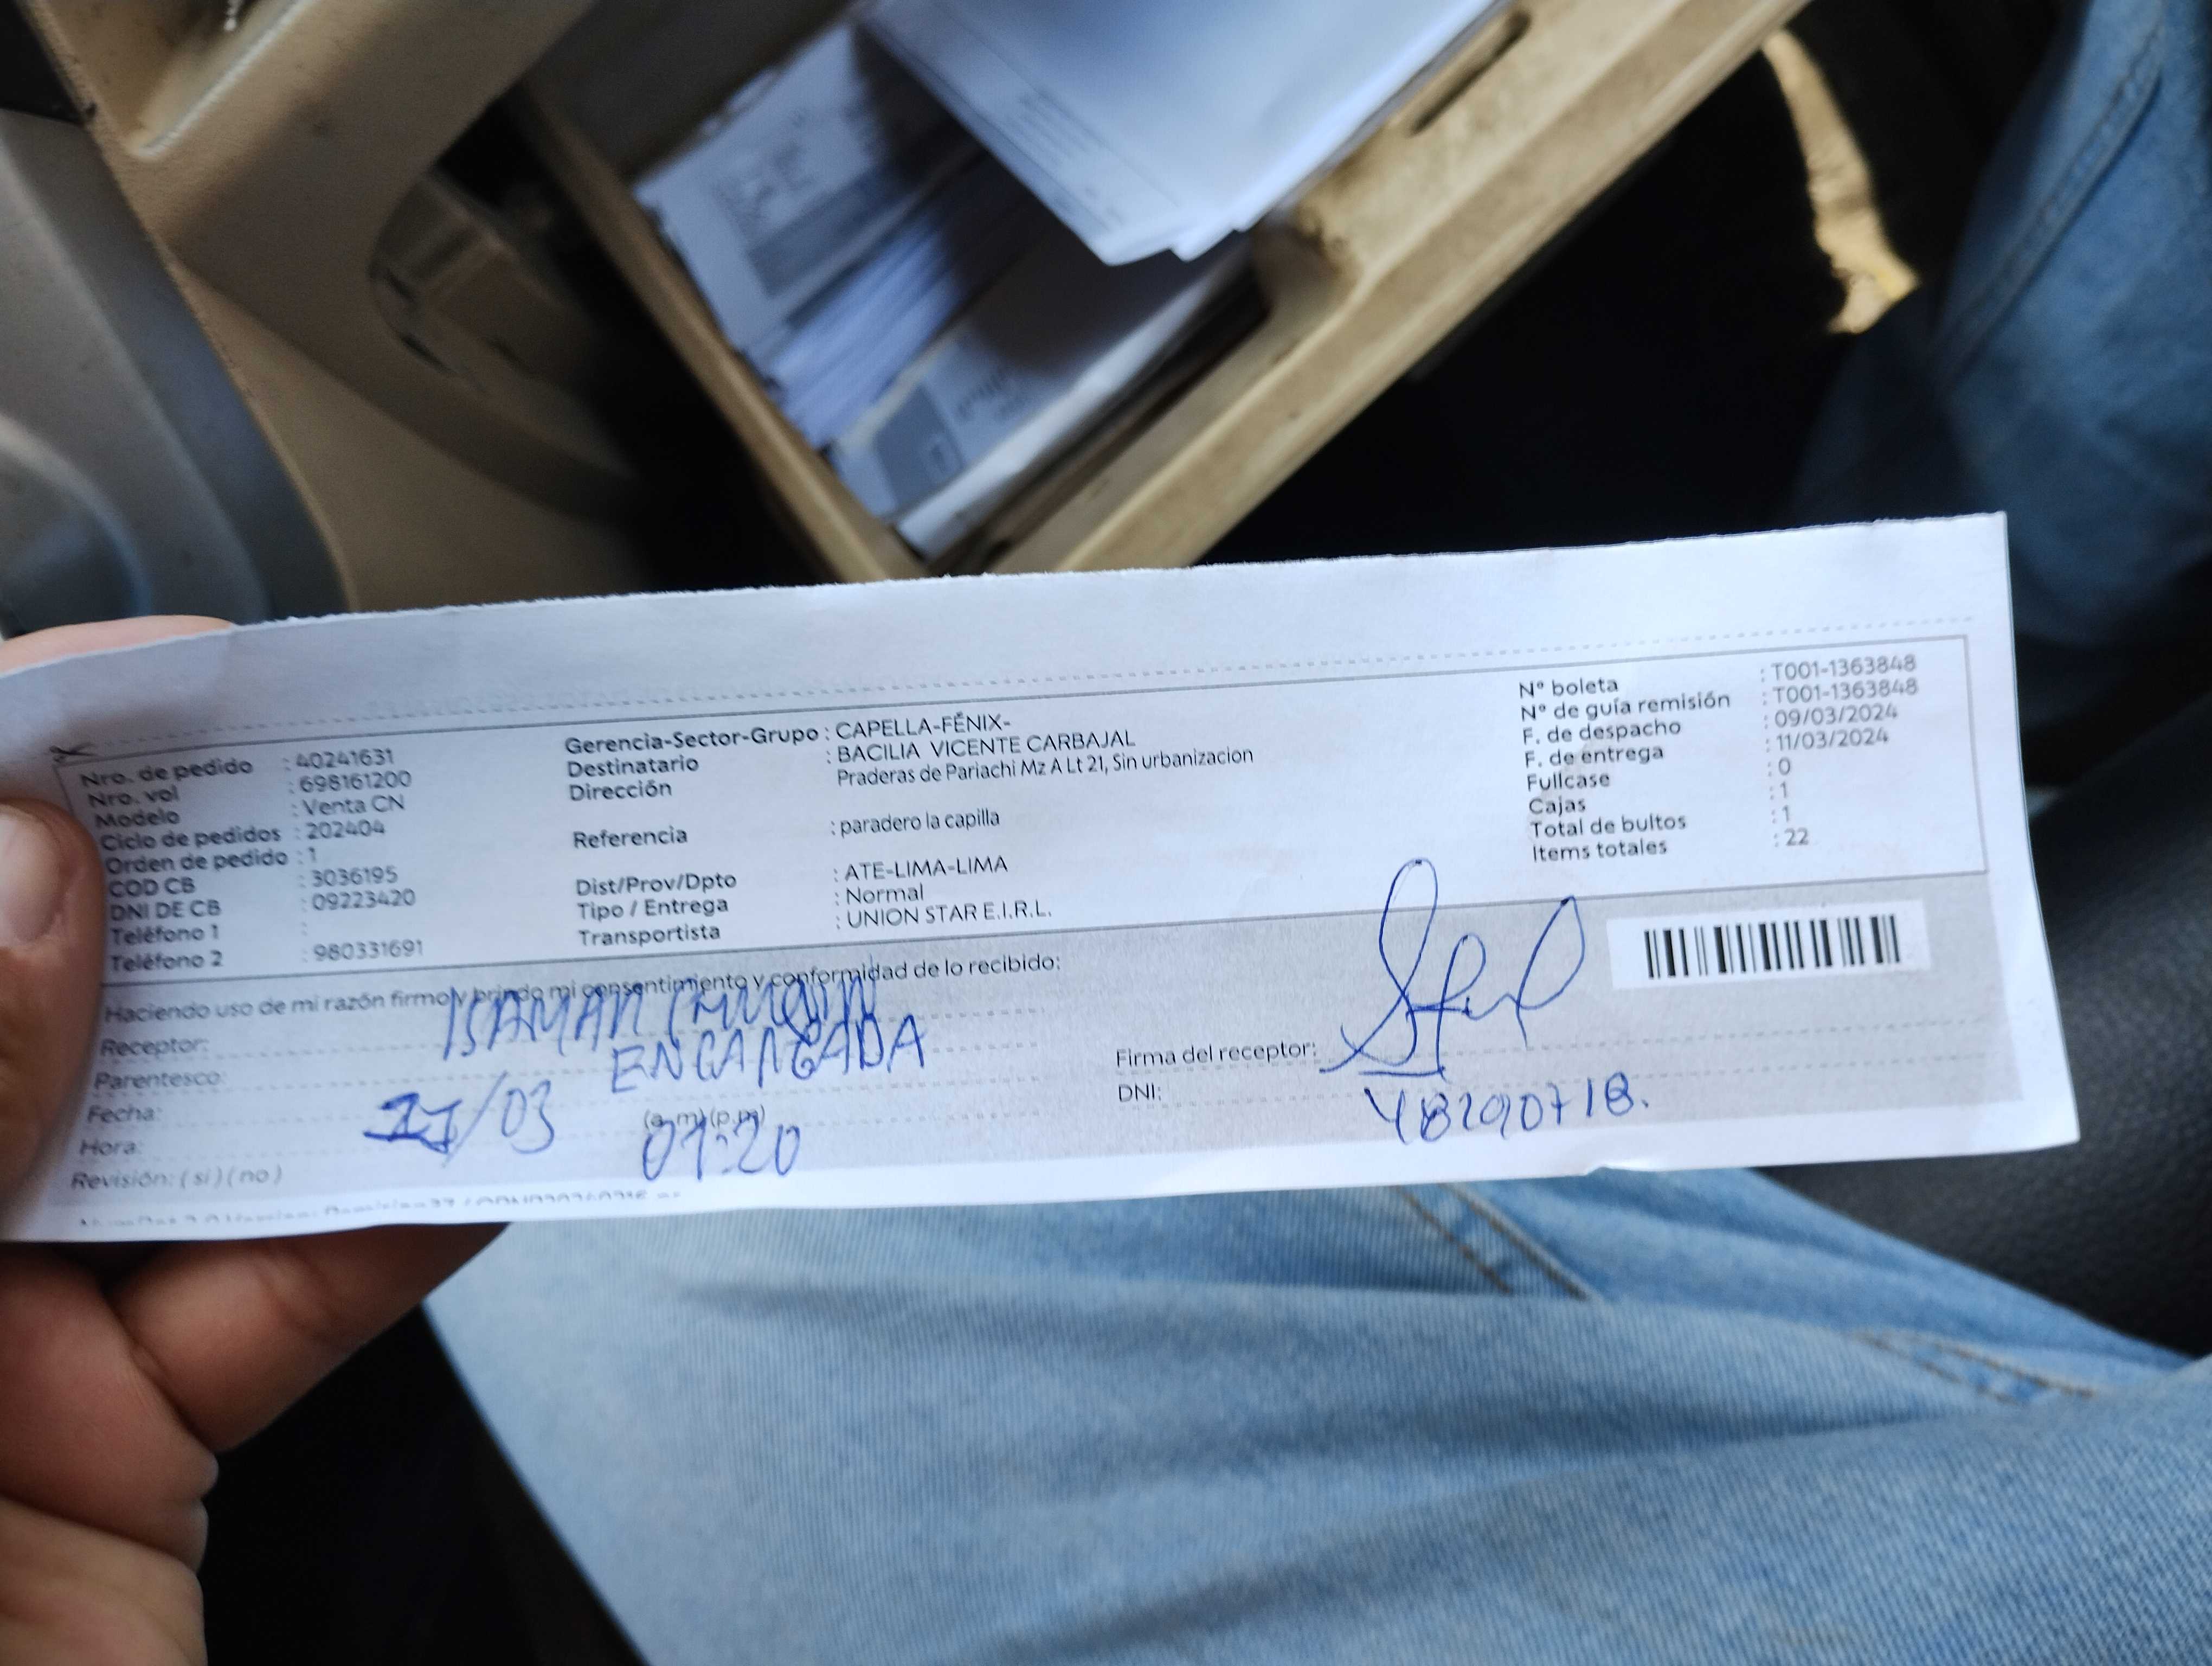 Nro. de pedido : 40241631
Nro. vol : 698161200
Modelo : Venta CN
Ciclo de pedidos : 202404
Orden de pedido : 1
COD CB : 3036195
DNI DE CB : 09223420
Teléfono 1 :
Teléfono 2 : 980331691
Gerencia-Sector-Grupo : CAPELLA-FÉNIX-
Destinatario : BACILIA VICENTE CARBAJAL
Dirección Praderas de Pariachi Mz A Lt 21, Sin urbanizacion
Referencia : paradero la capilla
Dist/Prov/Dpto : ATE-LIMA-LIMA
Tipo / Entrega : Normal
Transportista : UNION STAR E.I.R.L.
Nº boleta : T001-1363848
Nº de guía remisión : T001-1363848
F. de despacho : 09/03/2024
F. de entrega : 11/03/2024
Fullcase : 0
Cajas : 1
Total de bultos : 1
Items totales : 22
Haciendo uso de mi razón firmo y brindo mi consentimiento y conformidad de lo recibido:
Receptor:
Parentesco: ENCARGADA
Fecha: /03
Hora: (a.m) (p.m)
Revisión: ( si ) ( no )
Firma del receptor:
DNI: 48290718.